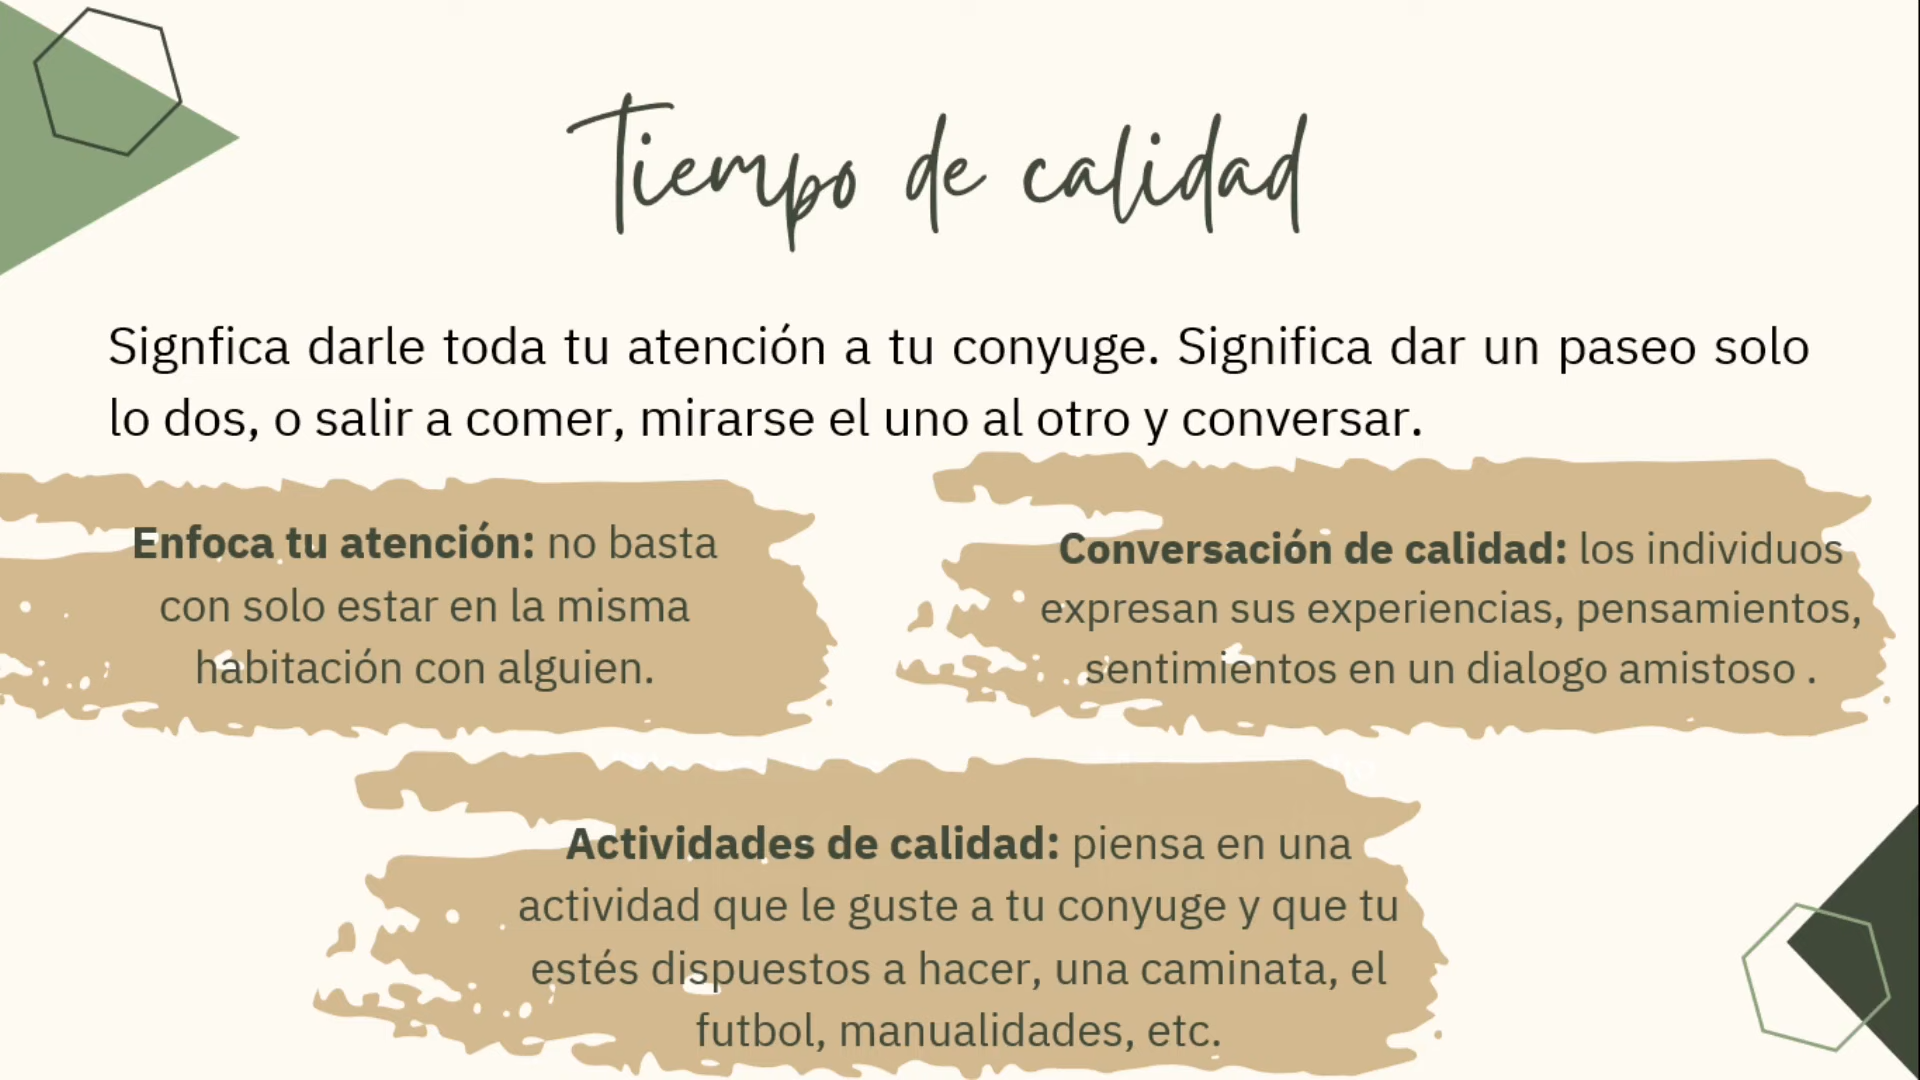 Tiempo de calidad
Signfica darle toda tu atención a tu conyuge. Significa dar un paseo solo
lo dos, o salir a comer, mirarse el uno al otro y conversar.
Enfoca tu atención: no basta
con solo estar en la misma
habitación con alguien.
Conversación de calidad: los individuos
expresan sus experiencias, pensamientos,
sentimientos en un dialogo amistoso .
Actividades de calidad: piensa en una
actividad que le guste a tu conyuge y que tu
estés dispuestos a hacer, una caminata, el
futbol, manualidades, etc.